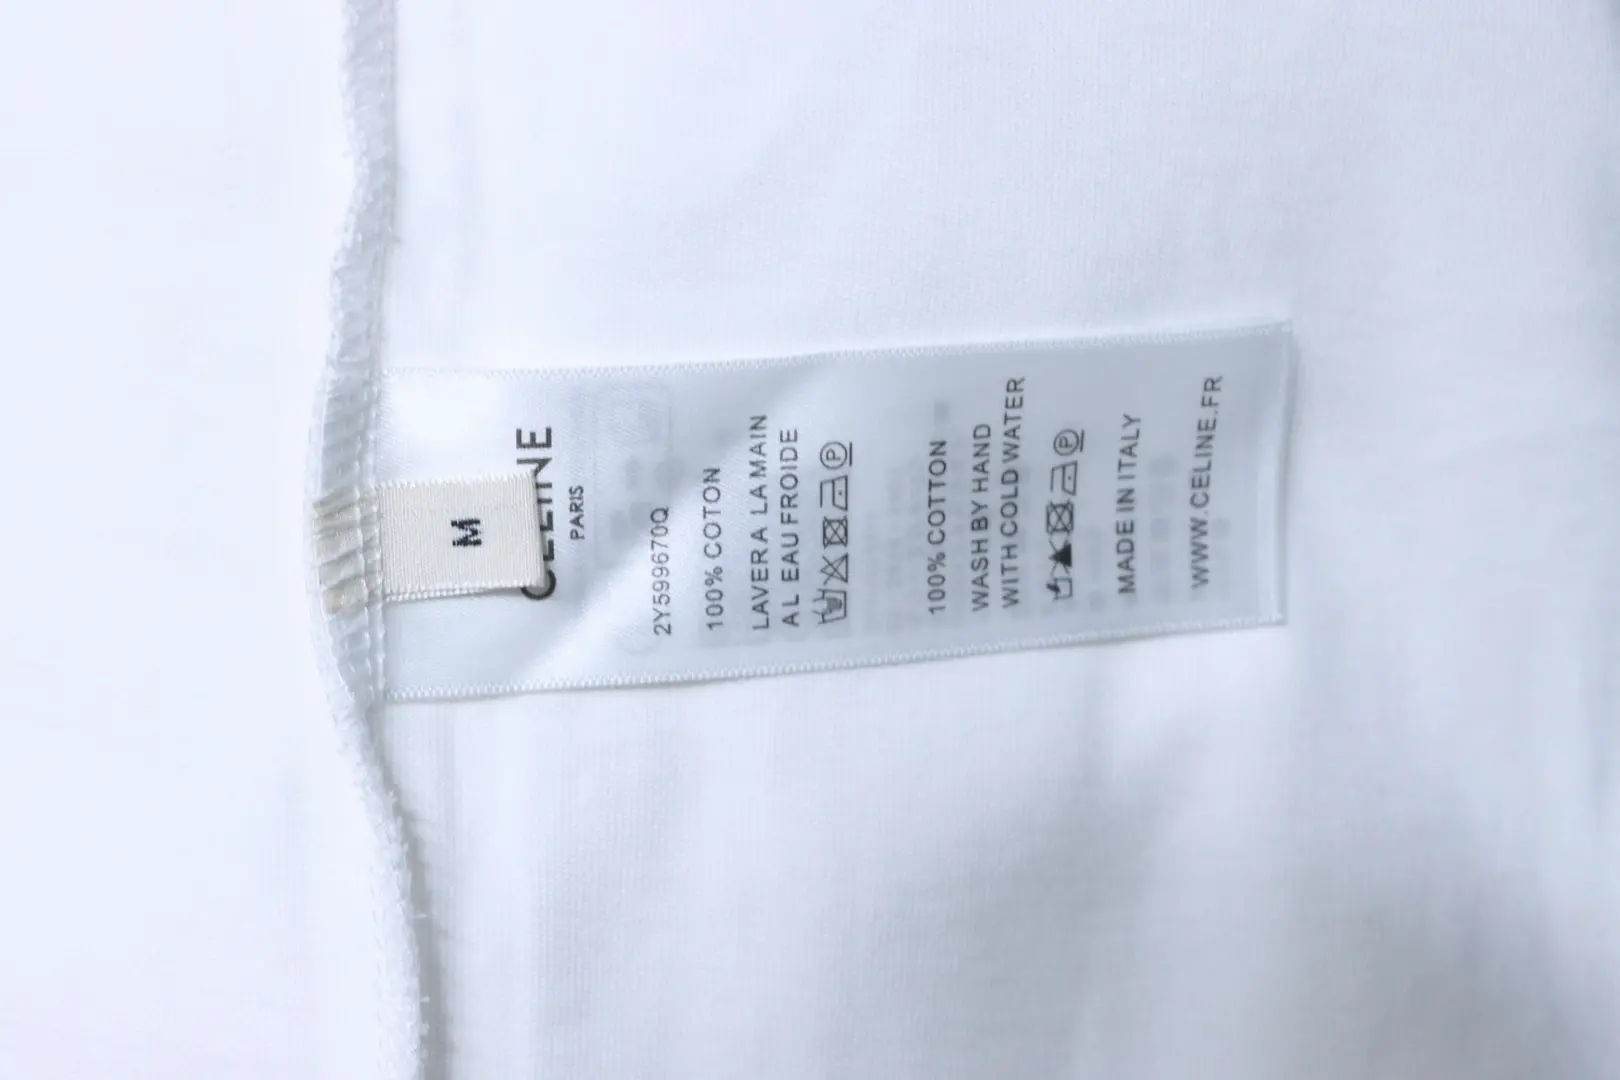 M
CELINE
PARIS
2Y599670Q
100% COTON
LAVER A LA MAIN
A L EAU FROIDE
P
100% COTTON
WASH BY HAND
WITH COLD WATER
P
MADE IN ITALY
WWW.CELINE.FR